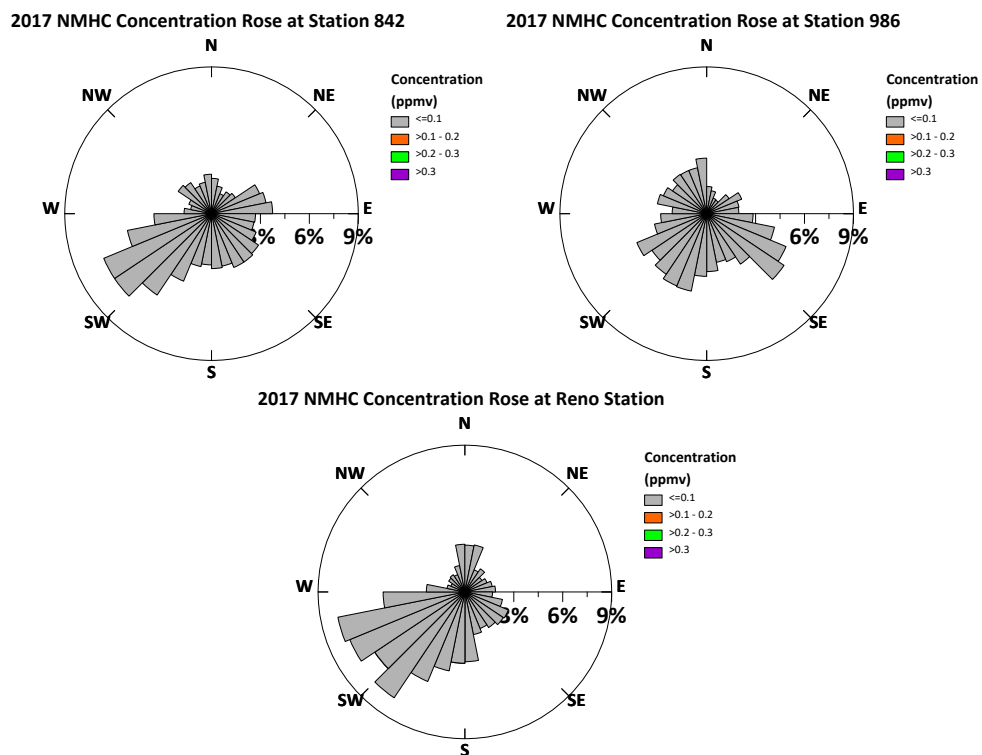 2017 NMHC Concentration Rose at Station 842
N
NW
NE
W
E
3%
6%
9%
SW
SE
S
Concentration
(ppmv)
<=0.1
>0.1 - 0.2
>0.2 - 0.3
>0.3
2017 NMHC Concentration Rose at Station 986
N
NW
NE
W
E
6%
9%
SW
SE
S
Concentration
(ppmv)
<=0.1
>0.1 - 0.2
>0.2 - 0.3
>0.3
2017 NMHC Concentration Rose at Reno Station
N
NW
NE
W
E
3%
6%
9%
SW
SE
S
Concentration
(ppmv)
<=0.1
>0.1 - 0.2
>0.2 - 0.3
>0.3